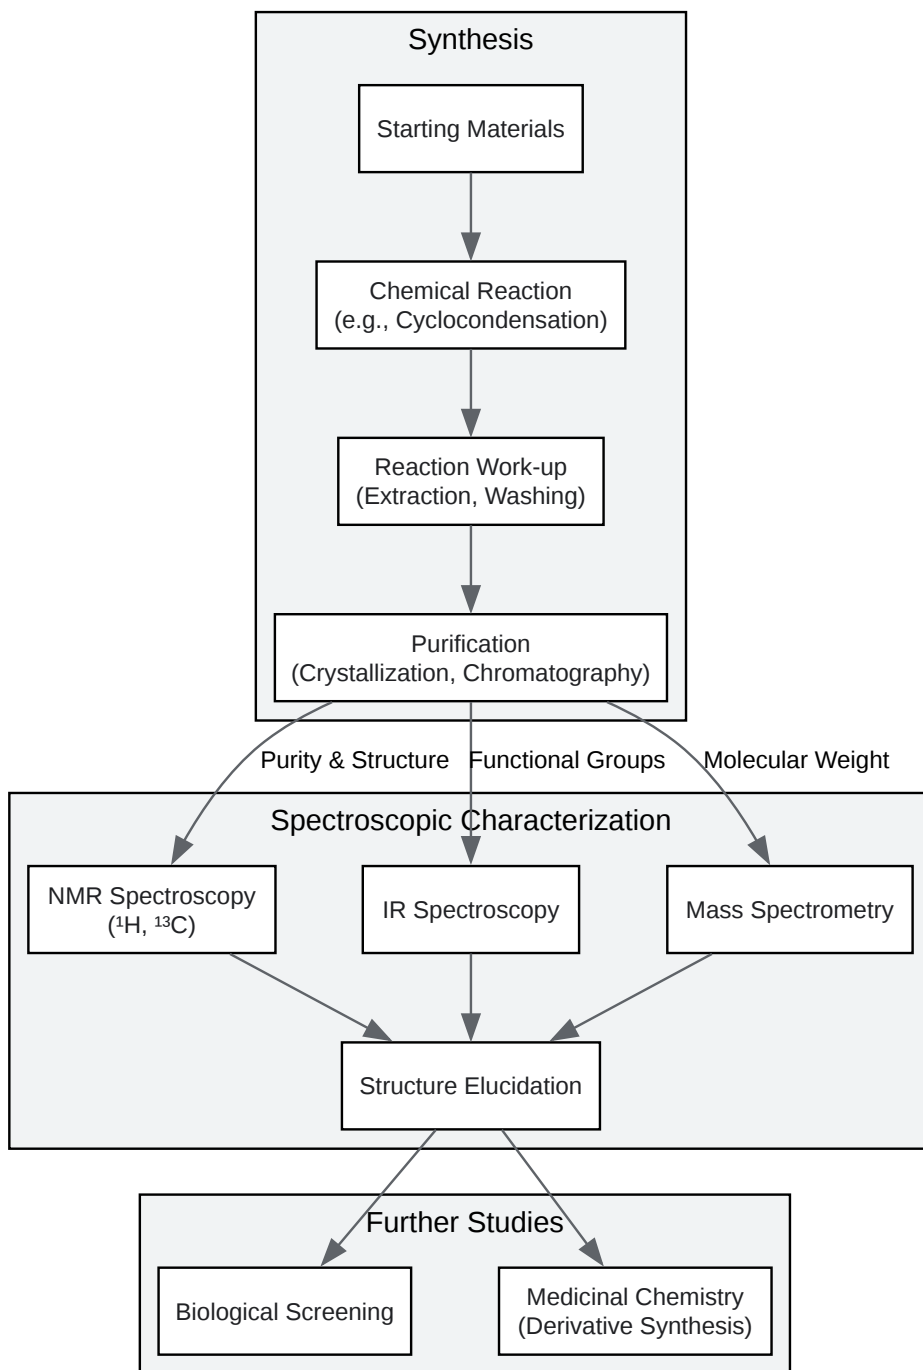 Synthesis
Starting Materials
Chemical Reaction
(e.g., Cyclocondensation)
Reaction Work-up
(Extraction, Washing)
Purification
(Crystallization, Chromatography)
Purity & Structure
Functional Groups
Molecular Weight
Spectroscopic Characterization
NMR Spectroscopy
(¹H, ¹³C)
IR Spectroscopy
Mass Spectrometry
Structure Elucidation
Further Studies
Biological Screening
Medicinal Chemistry
(Derivative Synthesis)